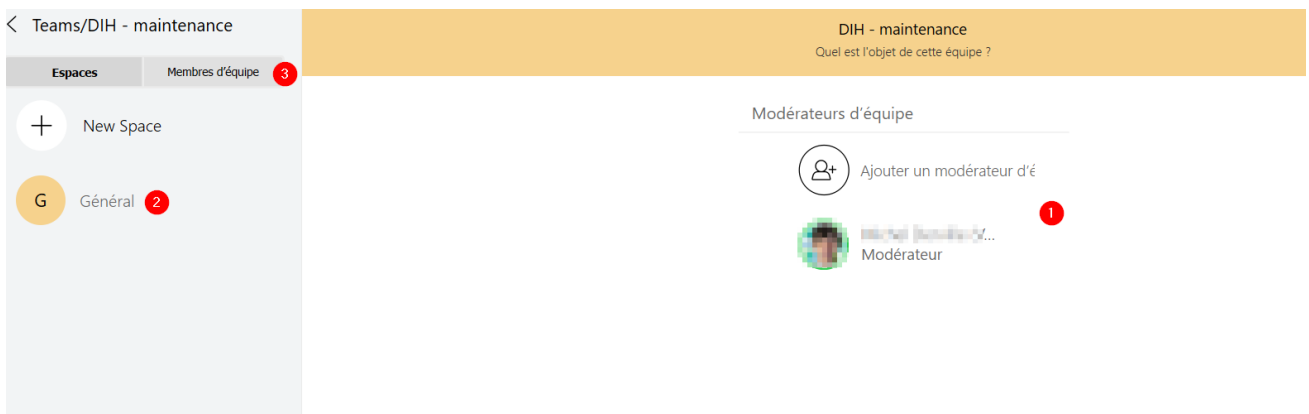 Teams/DIH - maintenance
Espaces
Membres d'équipe
3
New Space
G
Général
2
DIH - maintenance
Quel est l'objet de cette équipe ?
Modérateurs d'équipe
Ajouter un modérateur d'é
1
Modérateur